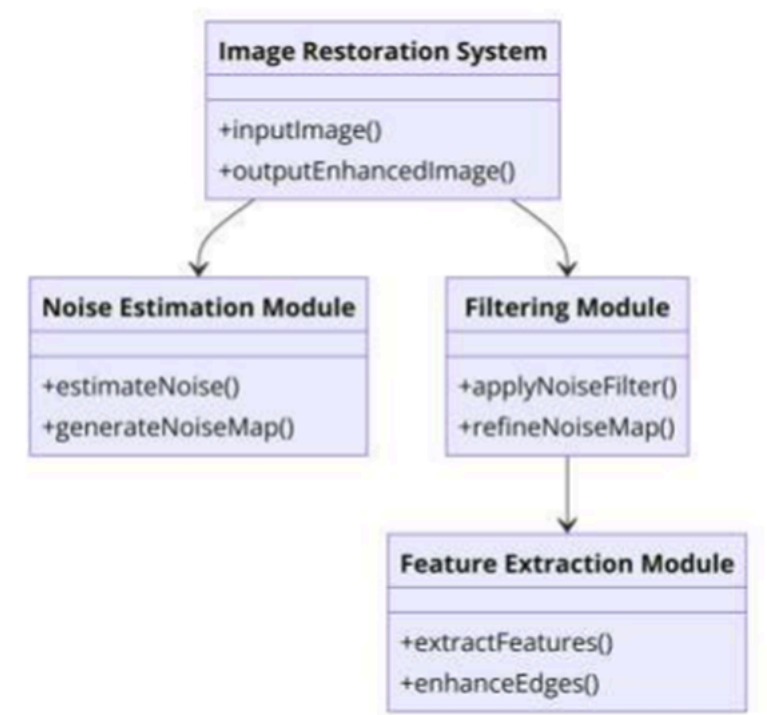 Image Restoration System
+inputImage()
+outputEnhancedImage()
Noise Estimation Module
+estimateNoise()
+generateNoiseMap()
Filtering Module
+applyNoiseFilter()
+refineNoiseMap()
Feature Extraction Module
+extractFeatures()
+enhanceEdges()